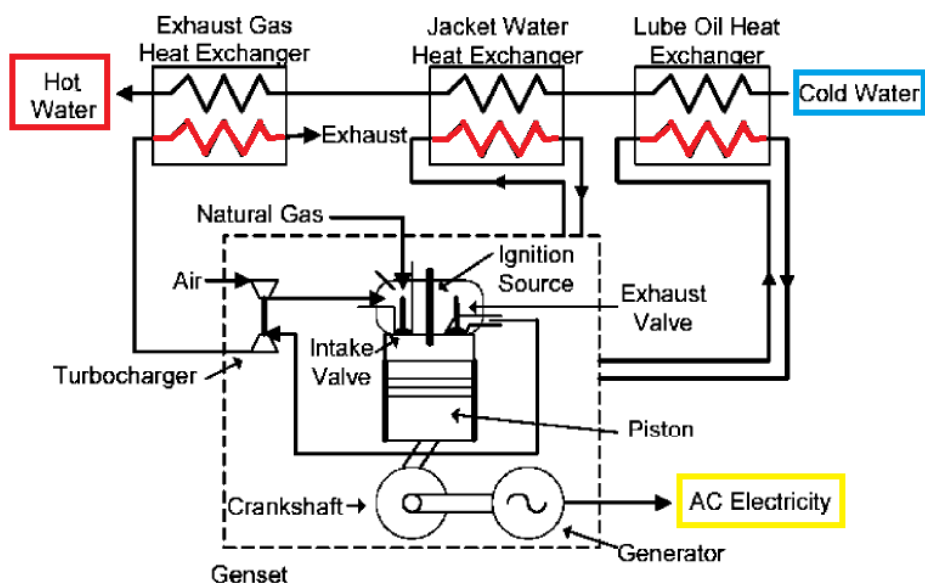 Exhaust Gas
Heat Exchanger
Jacket Water
Heat Exchanger
Lube Oil Heat
Exchanger
Hot
Water
Cold Water
Exhaust
Natural Gas
Ignition
Source
Air
Exhaust
Valve
Intake
Valve
Turbocharger
Piston
Crankshaft
AC Electricity
Generator
Genset